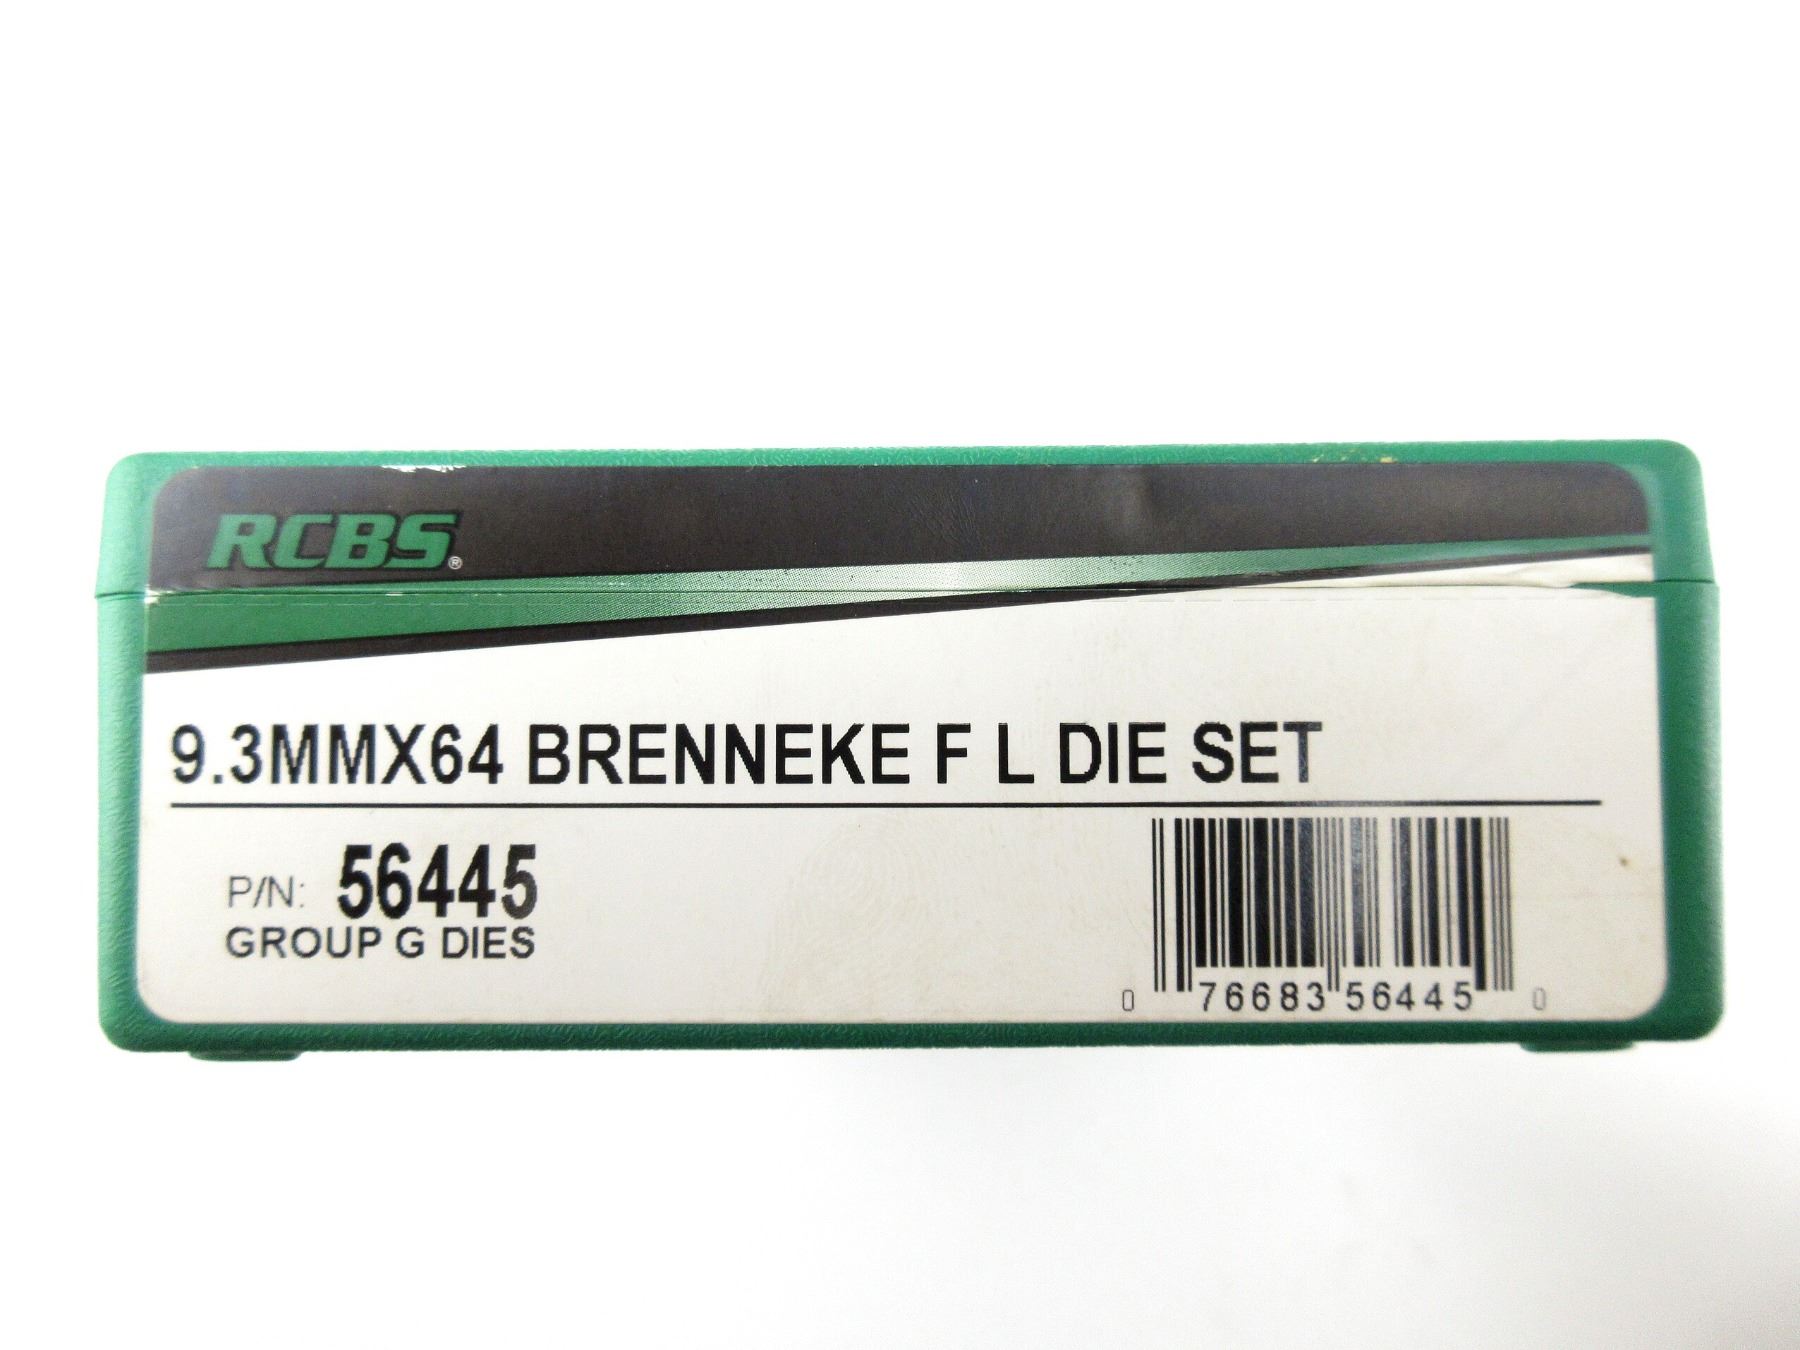 RCBS®
9.3MMX64 BRENNEKE F L DIE SET
P/N: 56445
GROUP G DIES
0 76683 56445 0